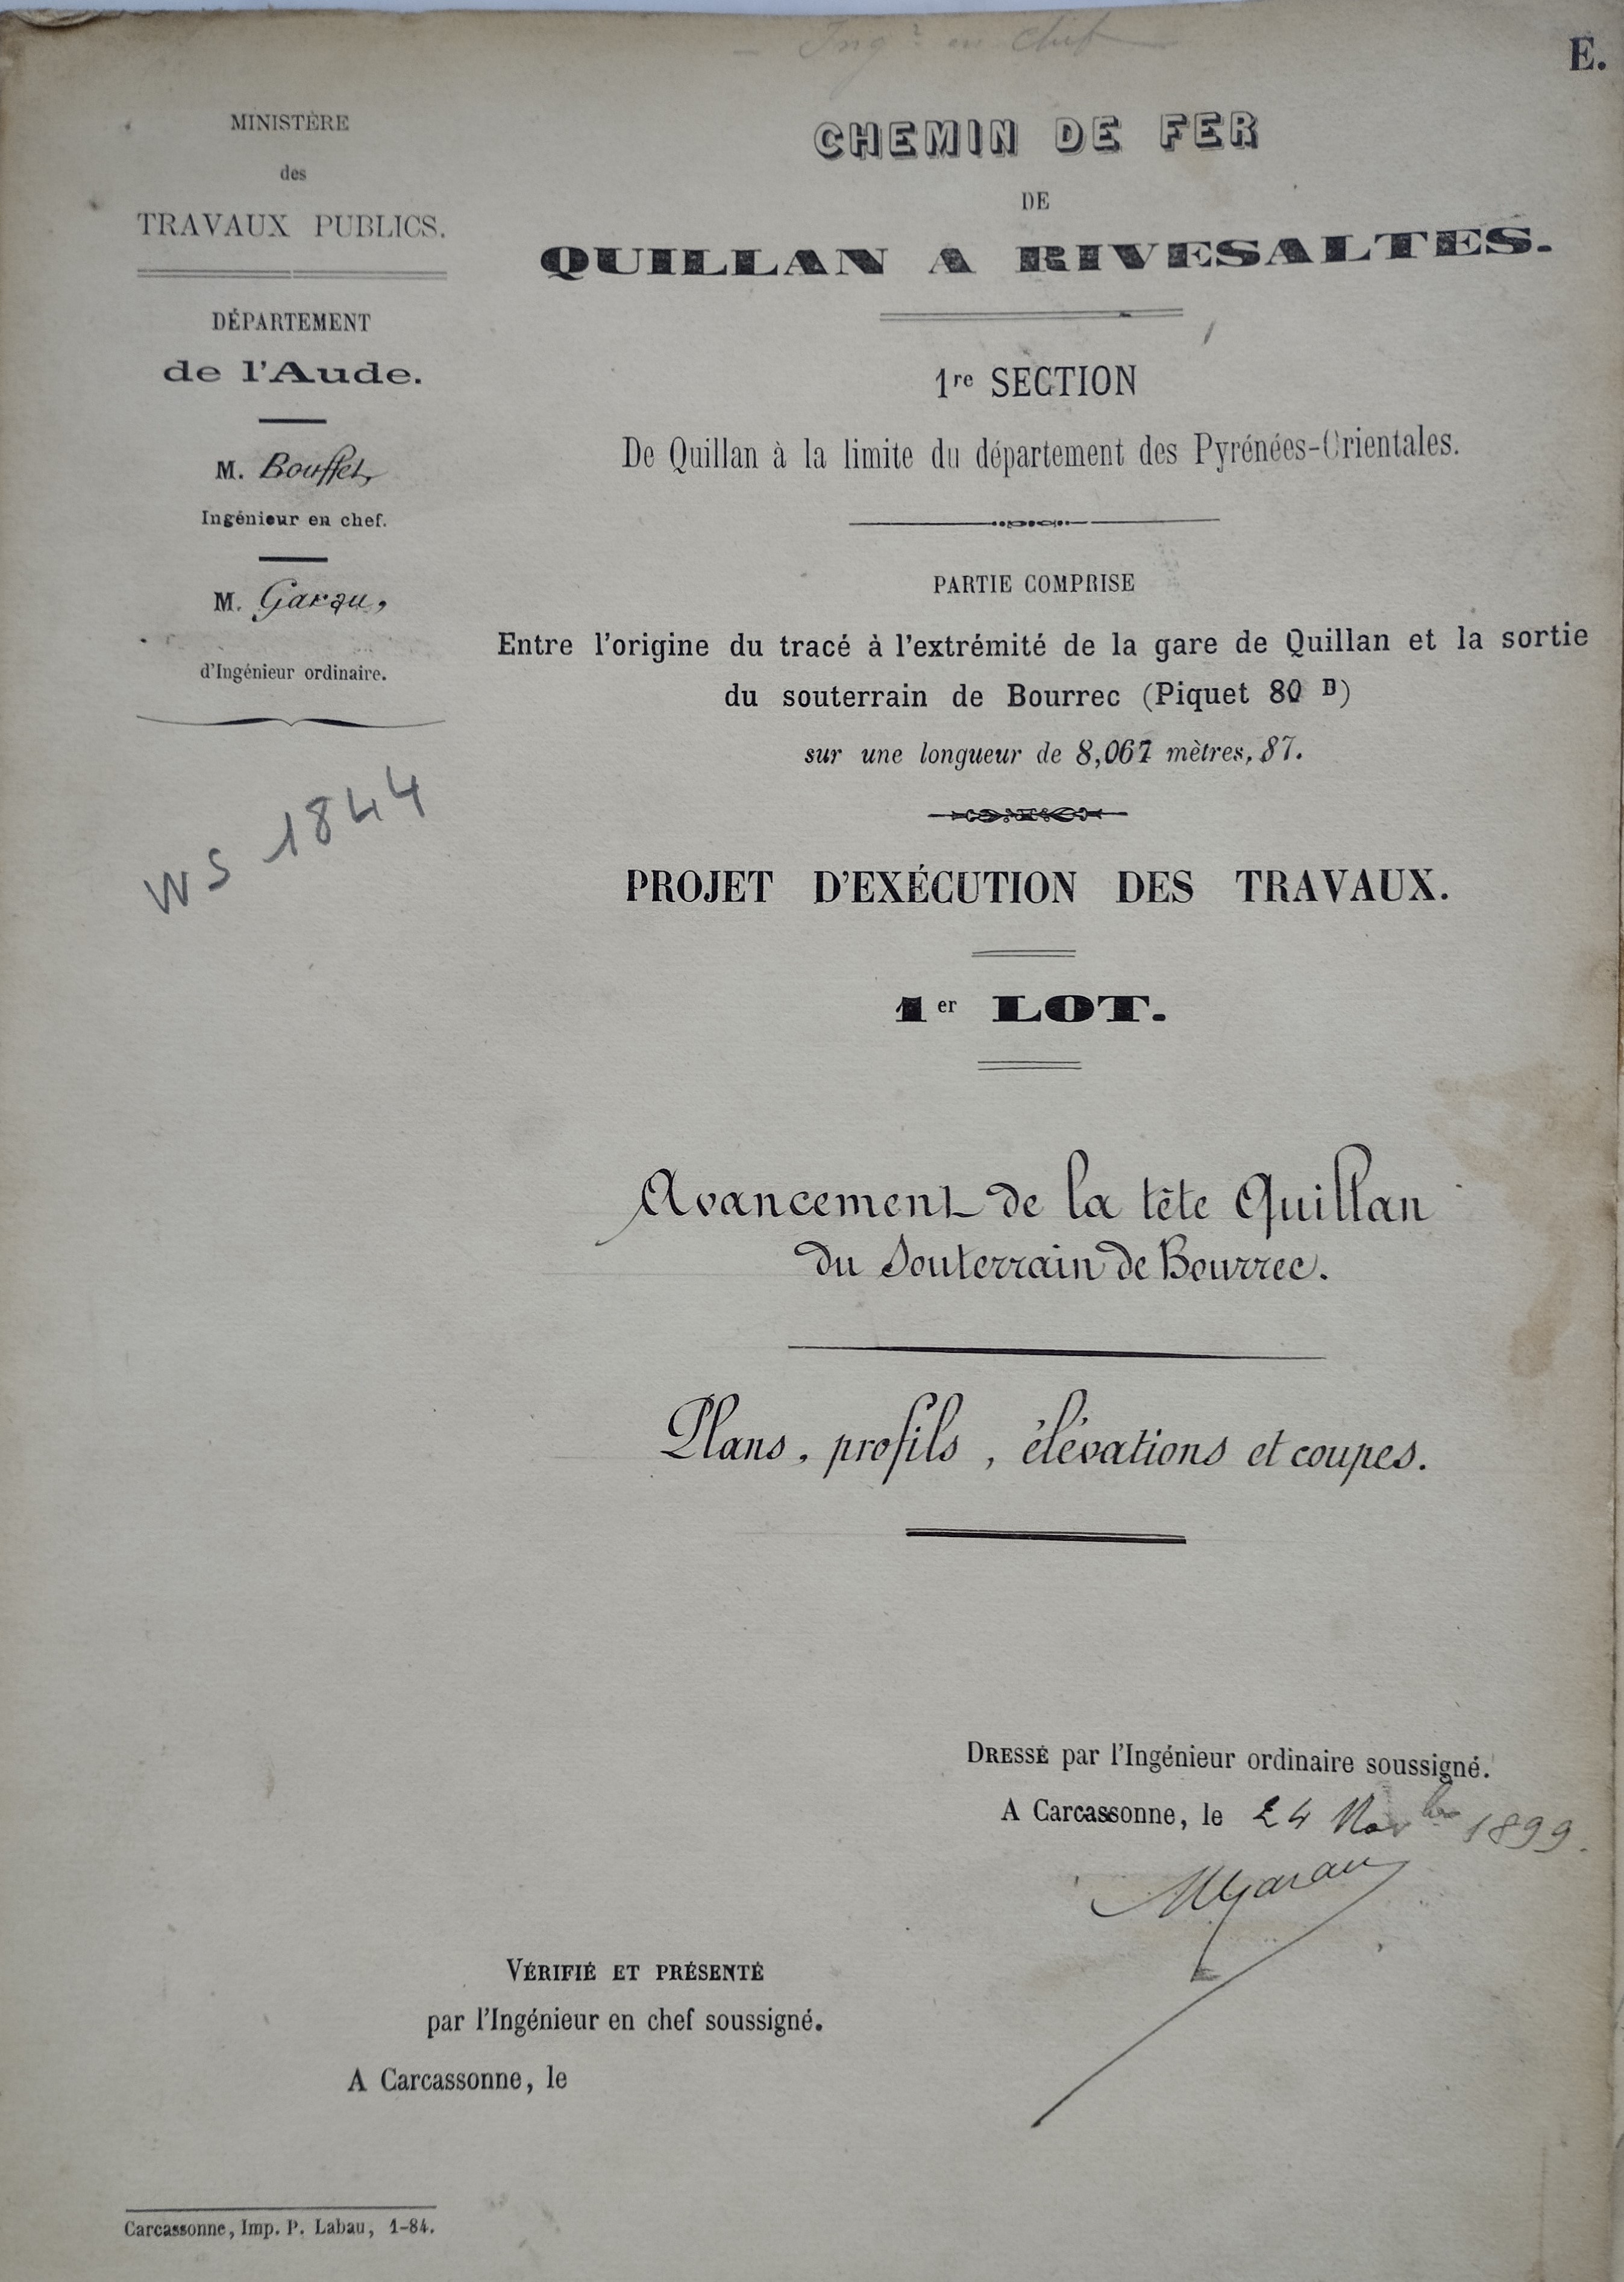 - Ingr en chef
E.
MINISTÈRE
des
TRAVAUX PUBLICS.
DÉPARTEMENT
de l'Aude.
M. Bouffet,
Ingénieur en chef.
M. Garau,
d'Ingénieur ordinaire.
WS 1844
CHEMIN DE FER
DE
QUILLAN A RIVESALTES.
1re SECTION
De Quillan à la limite du département des Pyrénées-Orientales.
PARTIE COMPRISE
Entre l'origine du tracé à l'extrémité de la gare de Quillan et la sortie
du souterrain de Bourrec (Piquet 80 B)
sur une longueur de 8,067 mètres, 87.
PROJET D'EXÉCUTION DES TRAVAUX.
1er LOT.
Avancement de la tête Quillan
du Souterrain de Bourrec.
Plans, profils, élévations et coupes.
DRESSÉ par l'Ingénieur ordinaire soussigné.
A Carcassonne, le 24 Novbre 1899.
MGarau
VÉRIFIÉ ET PRÉSENTÉ
par l'Ingénieur en chef soussigné.
A Carcassonne, le
Carcassonne, Imp. P. Labau, 1-84.